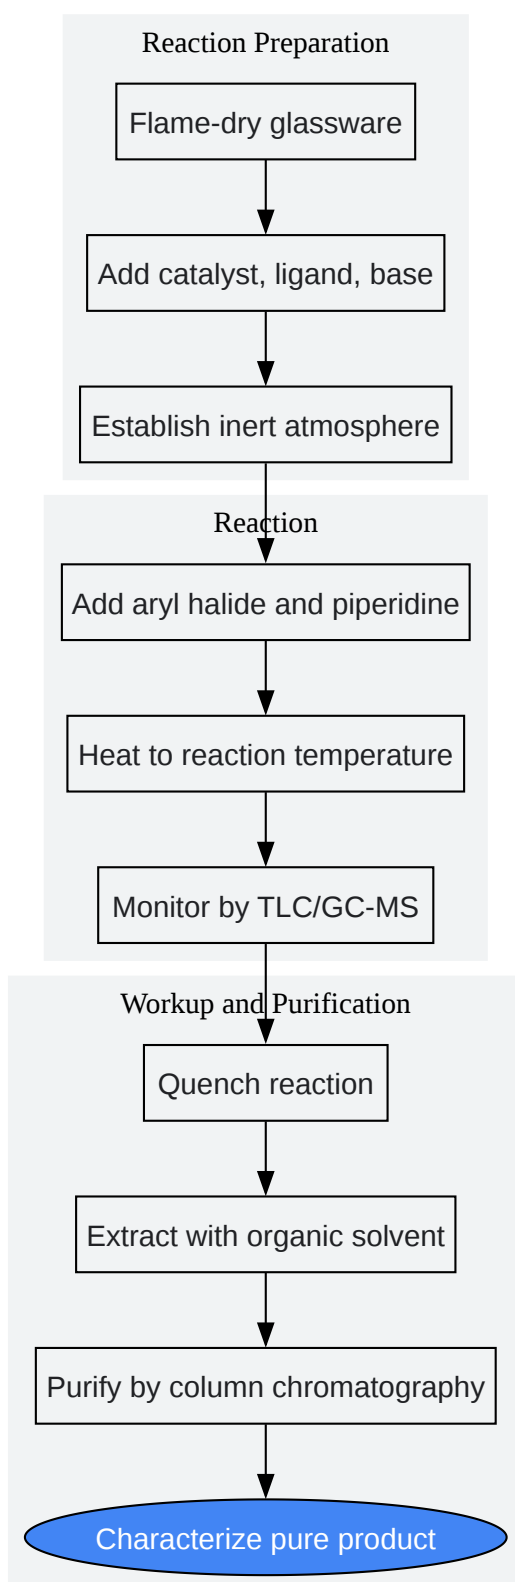 Reaction Preparation
Flame-dry glassware
Add catalyst, ligand, base
Establish inert atmosphere
Reaction
Add aryl halide and piperidine
Heat to reaction temperature
Monitor by TLC/GC-MS
Workup and Purification
Quench reaction
Extract with organic solvent
Purify by column chromatography
Characterize pure product